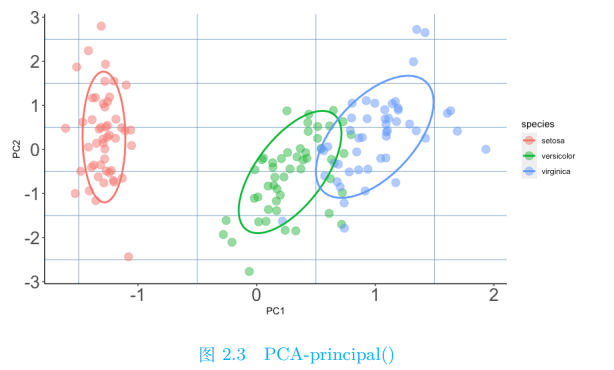 3
2
1
0
-1
-2
-3
PC2
-1
0
1
2
PC1
species
setosa
versicolor
virginica
图 2.3 PCA-principal()